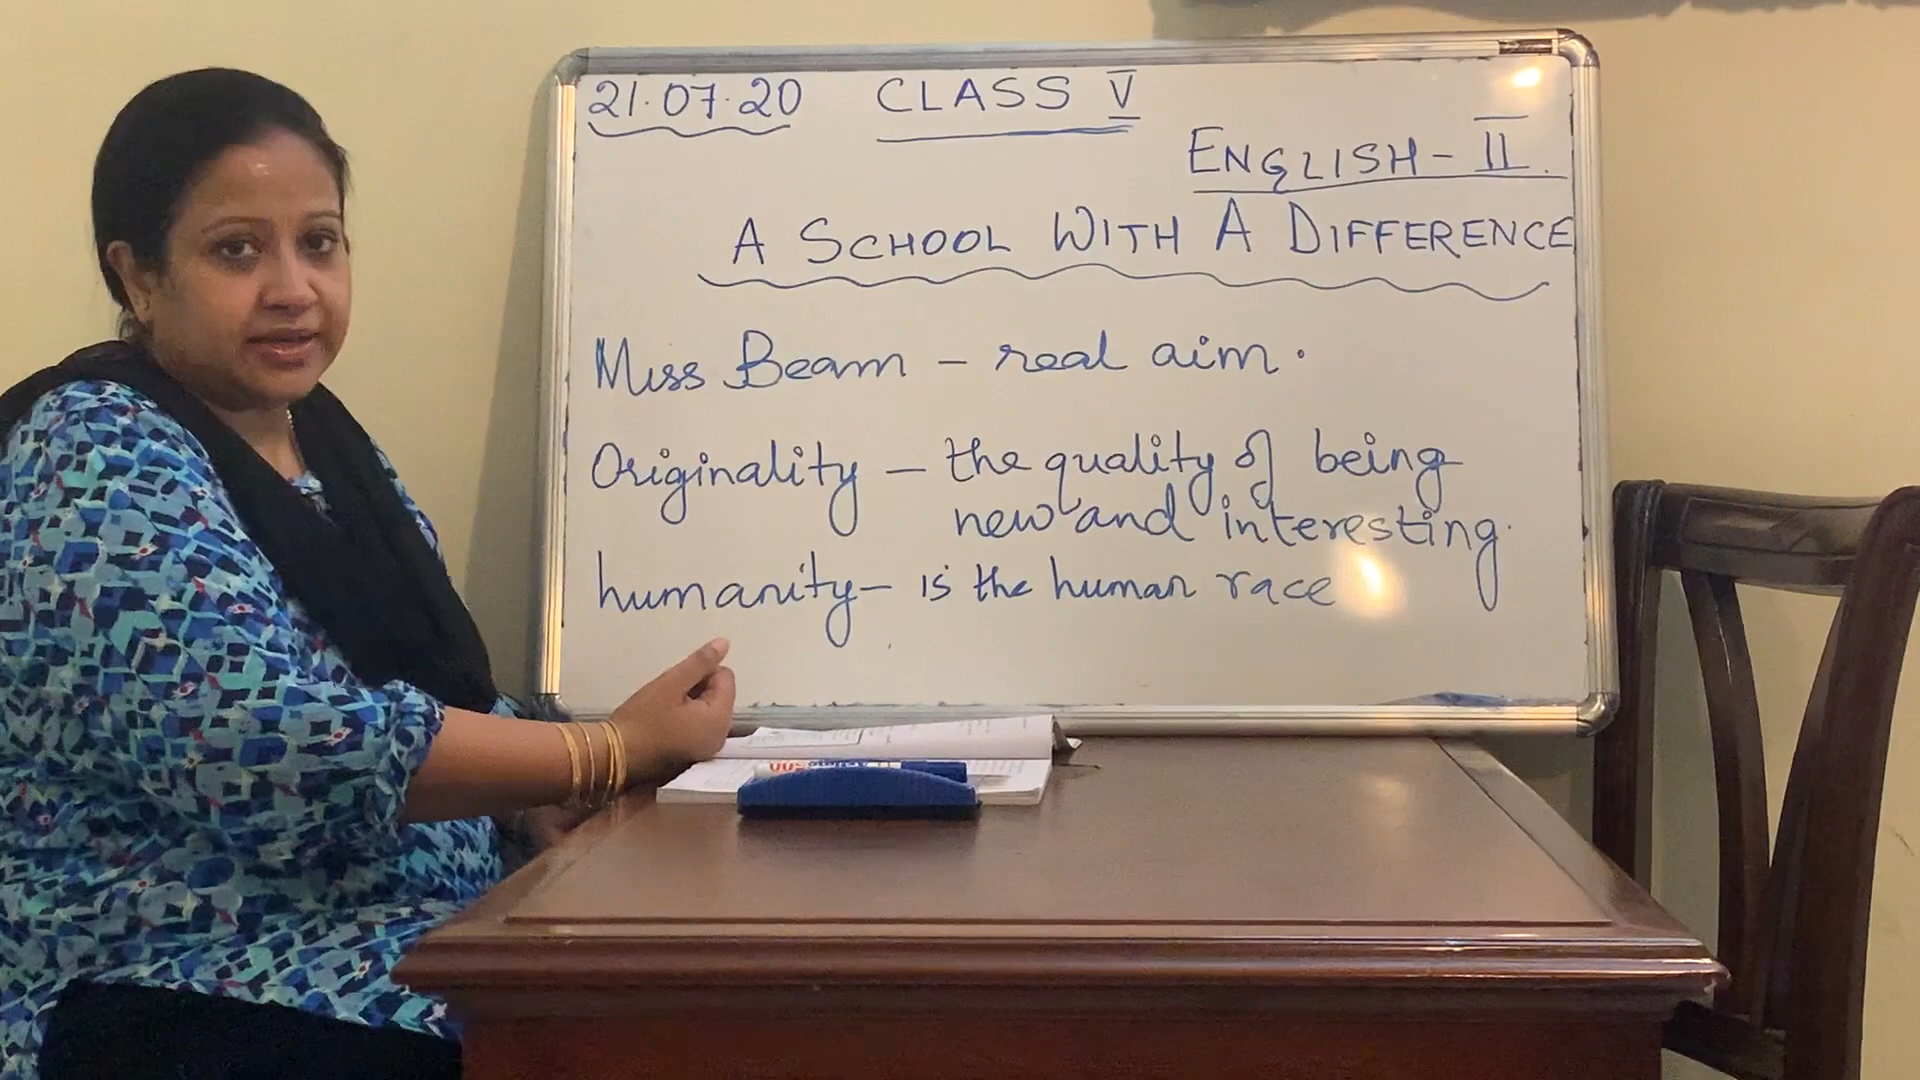 21.07.20 CLASS V
ENGLISH - II.
A SCHOOL WITH A DIFFERENCE
Miss Beam - real aim.
Originality - the quality of being
new and interesting.
humanity - is the human race